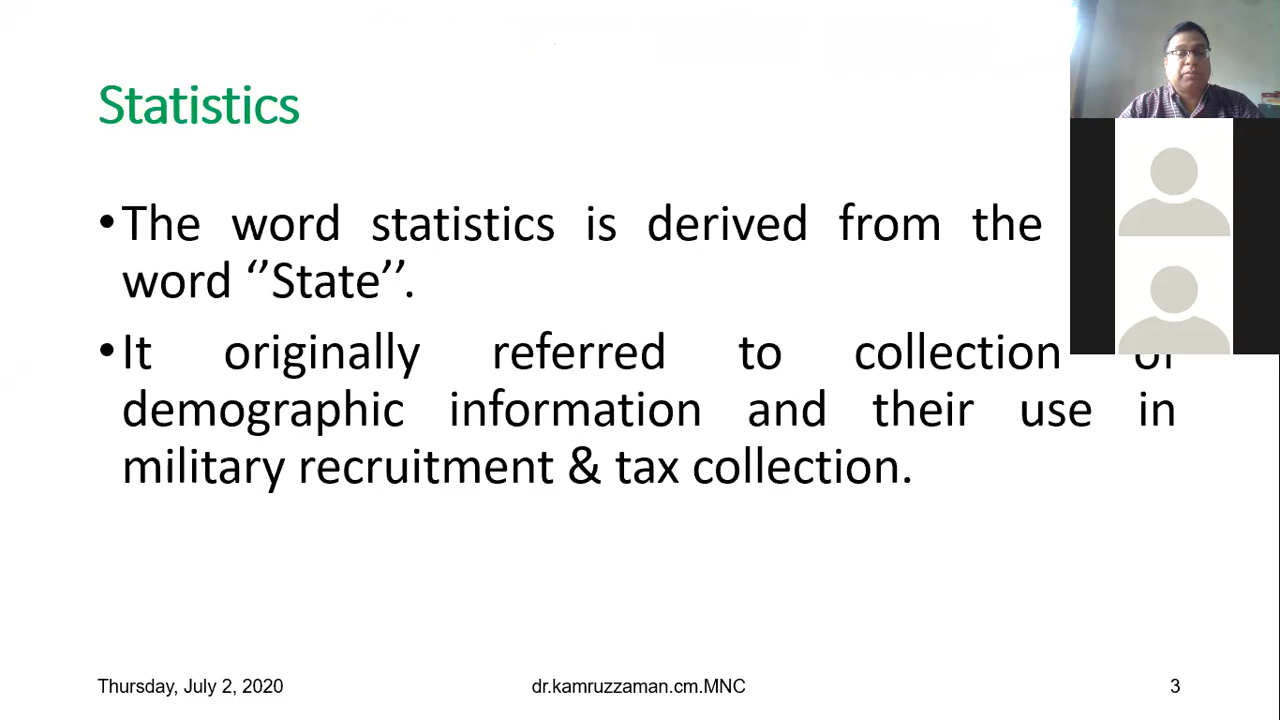 Statistics
•The word statistics is derived from the
word ‘’State’’.
•It originally referred to collection of
demographic information and their use in
military recruitment & tax collection.
Thursday, July 2, 2020 dr.kamruzzaman.cm.MNC 3